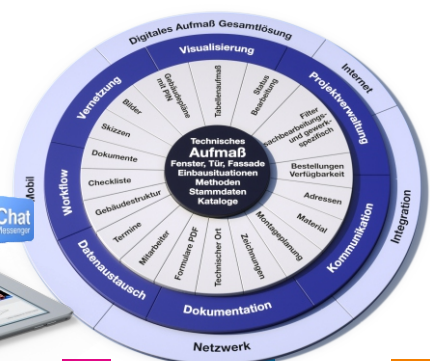 Digitales Aufmaß Gesamtlösung
Internet
Integration
Netzwerk
Mobil
Visualisierung
Projektverwaltung
Kommunikation
Dokumentation
Datenaustausch
Workflow
Vernetzung
Tabellenaufmaß
Status
Bearbeitung
Filter
sachbearbeitungs-
und gewerk-
spezifisch
Bestellungen
Verfügbarkeit
Adressen
Material
Montageplanung
Zeichnungen
Technischer Ort
Formulare PDF
Mitarbeiter
Termine
Gebäudestruktur
Checkliste
Dokumente
Skizzen
Bilder
Gebäudepläne
mit PIN
Technisches
Aufmaß
Fenster, Tür, Fassade
Einbausituationen
Methoden
Stammdaten
Kataloge
Chat
Messenger